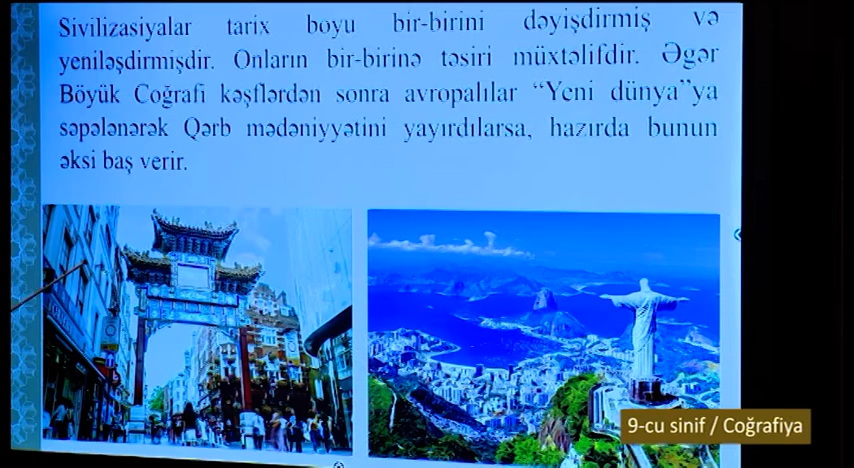 Sivilizasiyalar tarix boyu bir-birini dəyişdirmiş və
yeniləşdirmişdir. Onların bir-birinə təsiri müxtəlifdir. Əgər
Böyük Coğrafi kəşflərdən sonra avropalılar “Yeni dünya”ya
səpələnərək Qərb mədəniyyətini yayırdılarsa, hazırda bunun
əksi baş verir.
9-cu sinif / Coğrafiya